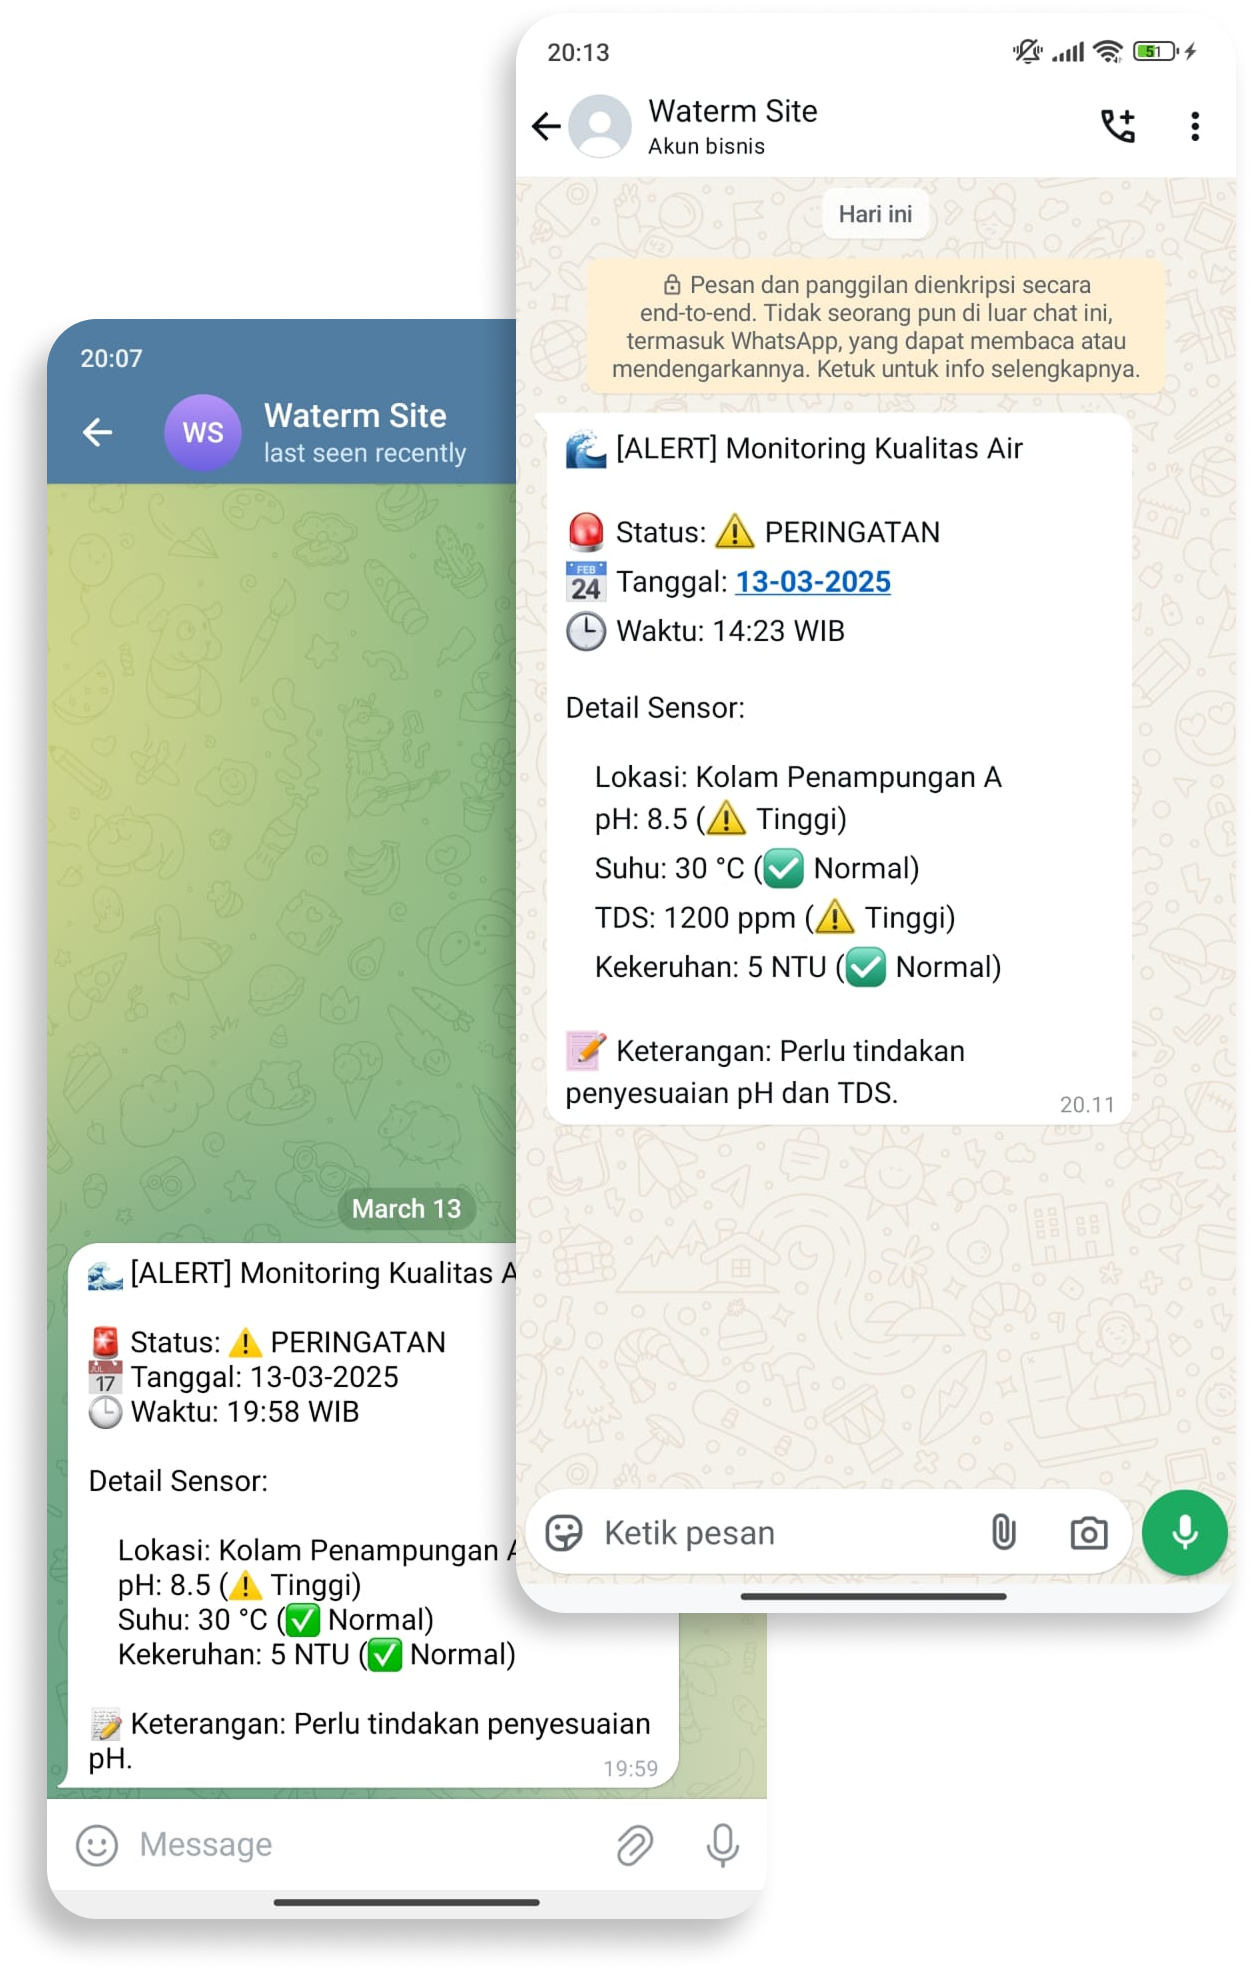 20:13
51
Waterm Site
Akun bisnis
Hari ini
Pesan dan panggilan dienkripsi secara
end-to-end. Tidak seorang pun di luar chat ini,
termasuk WhatsApp, yang dapat membaca atau
mendengarkannya. Ketuk untuk info selengkapnya.
🌊 [ALERT] Monitoring Kualitas Air
🚨 Status: ⚠️ PERINGATAN
📅 Tanggal: 13-03-2025
🕒 Waktu: 14:23 WIB
Detail Sensor:
Lokasi: Kolam Penampungan A
pH: 8.5 (⚠️ Tinggi)
Suhu: 30 °C (✅ Normal)
TDS: 1200 ppm (⚠️ Tinggi)
Kekeruhan: 5 NTU (✅ Normal)
📝 Keterangan: Perlu tindakan
penyesuaian pH dan TDS.
20.11
Ketik pesan
20:07
WS
Waterm Site
last seen recently
March 13
🌊 [ALERT] Monitoring Kualitas A
🚨 Status: ⚠️ PERINGATAN
📅 Tanggal: 13-03-2025
🕒 Waktu: 19:58 WIB
Detail Sensor:
Lokasi: Kolam Penampungan A
pH: 8.5 (⚠️ Tinggi)
Suhu: 30 °C (✅ Normal)
Kekeruhan: 5 NTU (✅ Normal)
📝 Keterangan: Perlu tindakan penyesuaian
pH.
19:59
Message